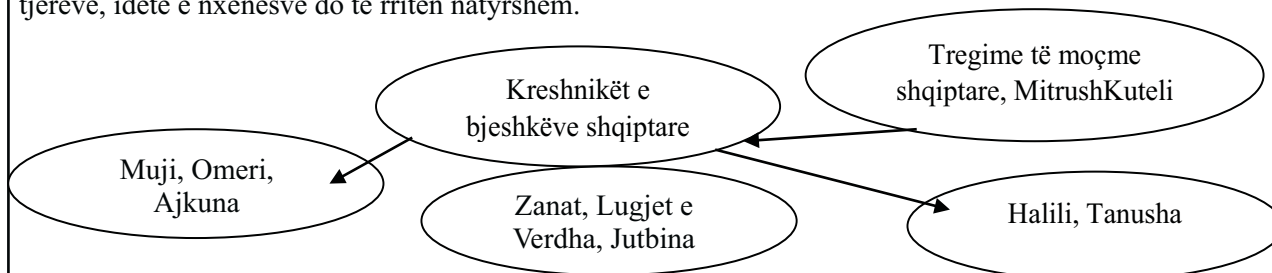 tjerëve, idetë e nxënësve do të rriten natyrshëm.
Tregime të moçme
shqiptare, MitrushKuteli
Kreshnikët e
bjeshkëve shqiptare
Muji, Omeri,
Ajkuna
Zanat, Lugjet e
Verdha, Jutbina
Halili, Tanusha